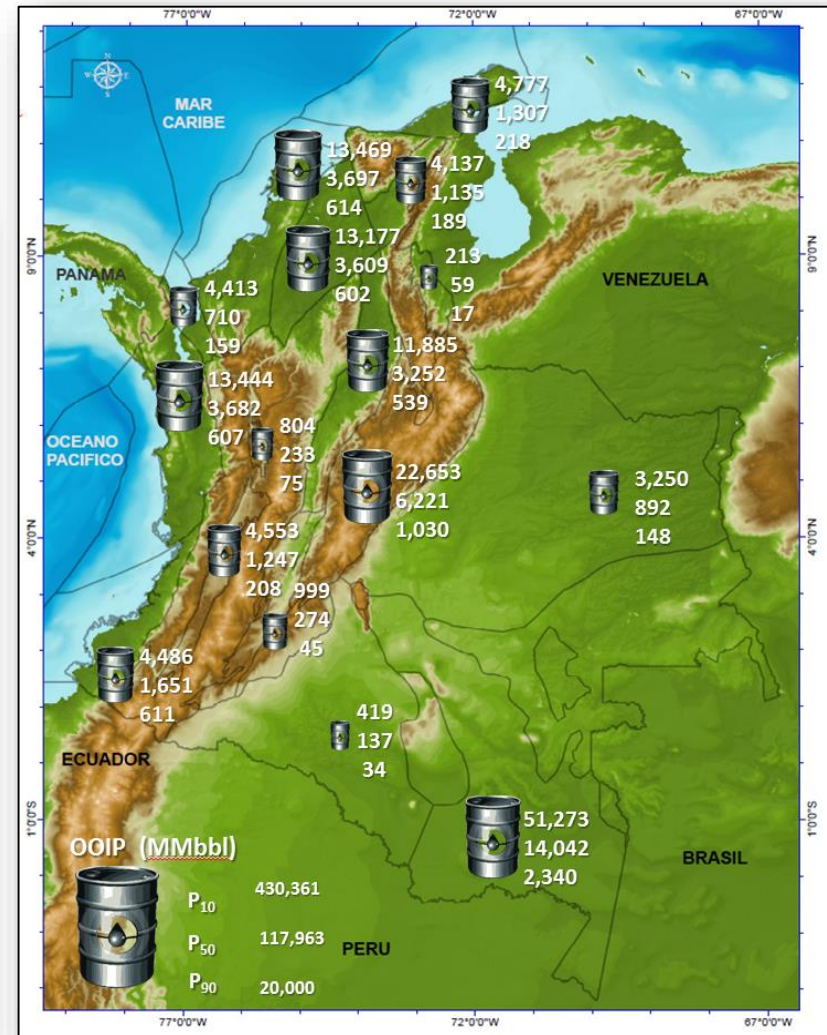 77°0'0"W
72°0'0"W
67°0'0"W
N
W
E
S
MAR
CARIBE
4,777
1,307
218
13,469
3,697
614
4,137
1,135
189
9°0'0"N
9°0'0"N
PANAMA
13,177
3,609
602
213
59
17
VENEZUELA
4,413
710
159
11,885
3,252
539
13,444
3,682
607
OCEANO
PACIFICO
804
233
75
22,653
6,221
1,030
3,250
892
148
4°0'0"N
4°0'0"N
4,553
1,247
208
999
274
45
4,486
1,651
611
419
137
34
ECUADOR
1°0'0"S
1°0'0"S
51,273
14,042
2,340
BRASIL
OOIP (MMbbl)
P10 430,361
P50 117,963
P90 20,000
PERU
77°0'0"W
72°0'0"W
67°0'0"W